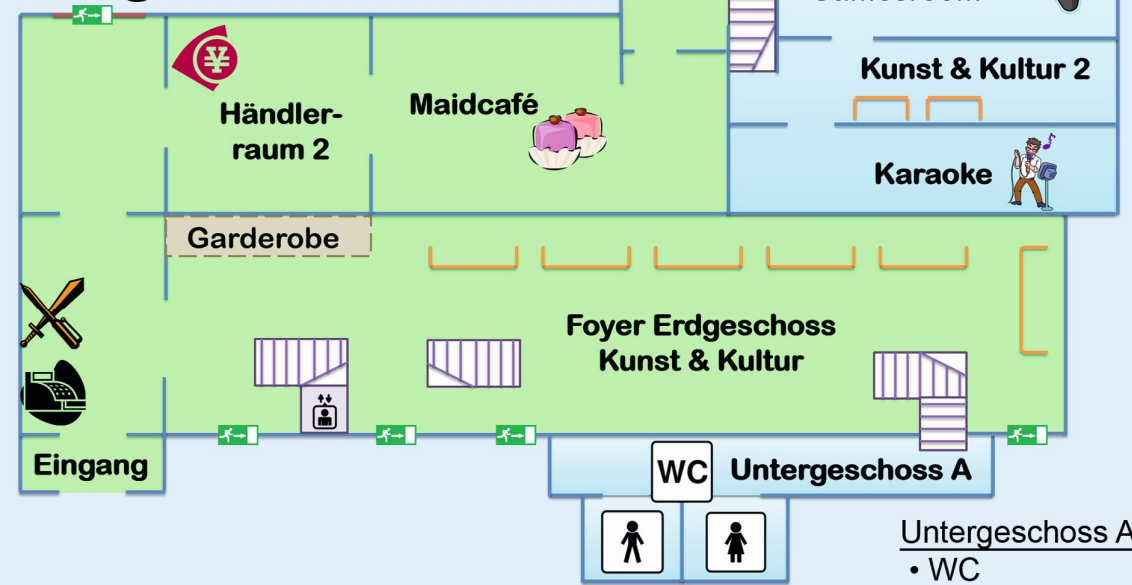 Kunst & Kultur 2
Händler-
raum 2
Maidcafé
Karaoke
Garderobe
Foyer Erdgeschoss
Kunst & Kultur
Eingang
WC
Untergeschoss A
Untergeschoss A
• WC